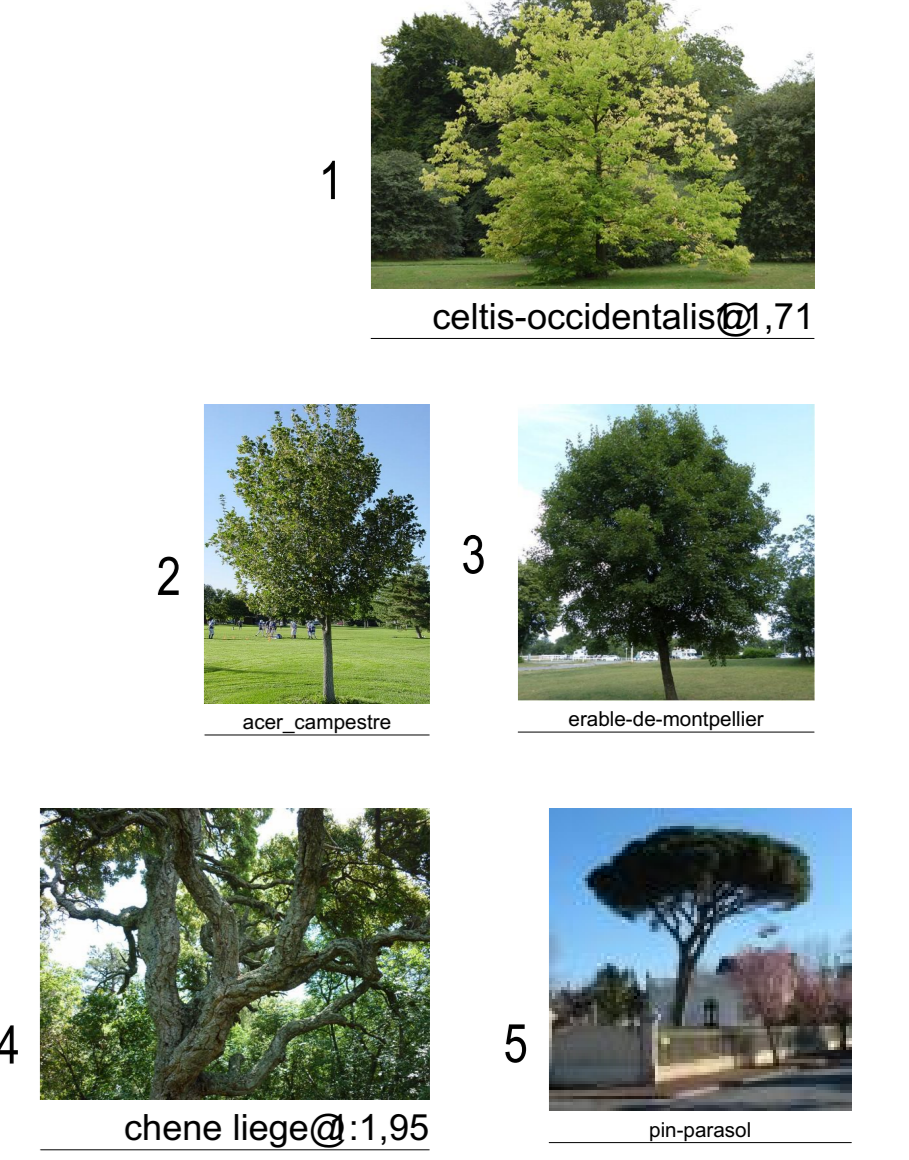 1
celtis-occidentalis@1:1,71
2
3
acer_campestre
erable-de-montpellier
4
5
chene liege@1:1,95
pin-parasol